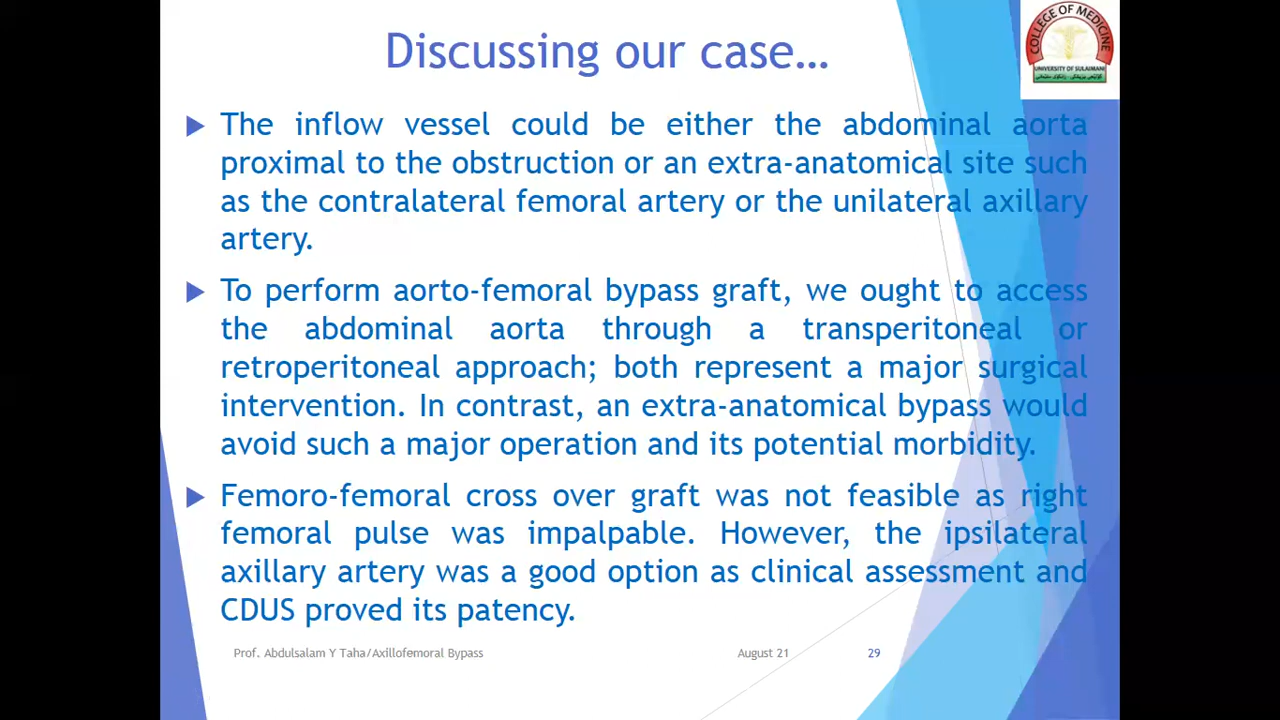 Discussing our case…
COLLEGE OF MEDICINE
UNIVERSITY OF SULAIMANI
The inflow vessel could be either the abdominal aorta
proximal to the obstruction or an extra-anatomical site such
as the contralateral femoral artery or the unilateral axillary
artery.
To perform aorto-femoral bypass graft, we ought to access
the abdominal aorta through a transperitoneal or
retroperitoneal approach; both represent a major surgical
intervention. In contrast, an extra-anatomical bypass would
avoid such a major operation and its potential morbidity.
Femoro-femoral cross over graft was not feasible as right
femoral pulse was impalpable. However, the ipsilateral
axillary artery was a good option as clinical assessment and
CDUS proved its patency.
Prof. Abdulsalam Y Taha/Axillofemoral Bypass August 21 29